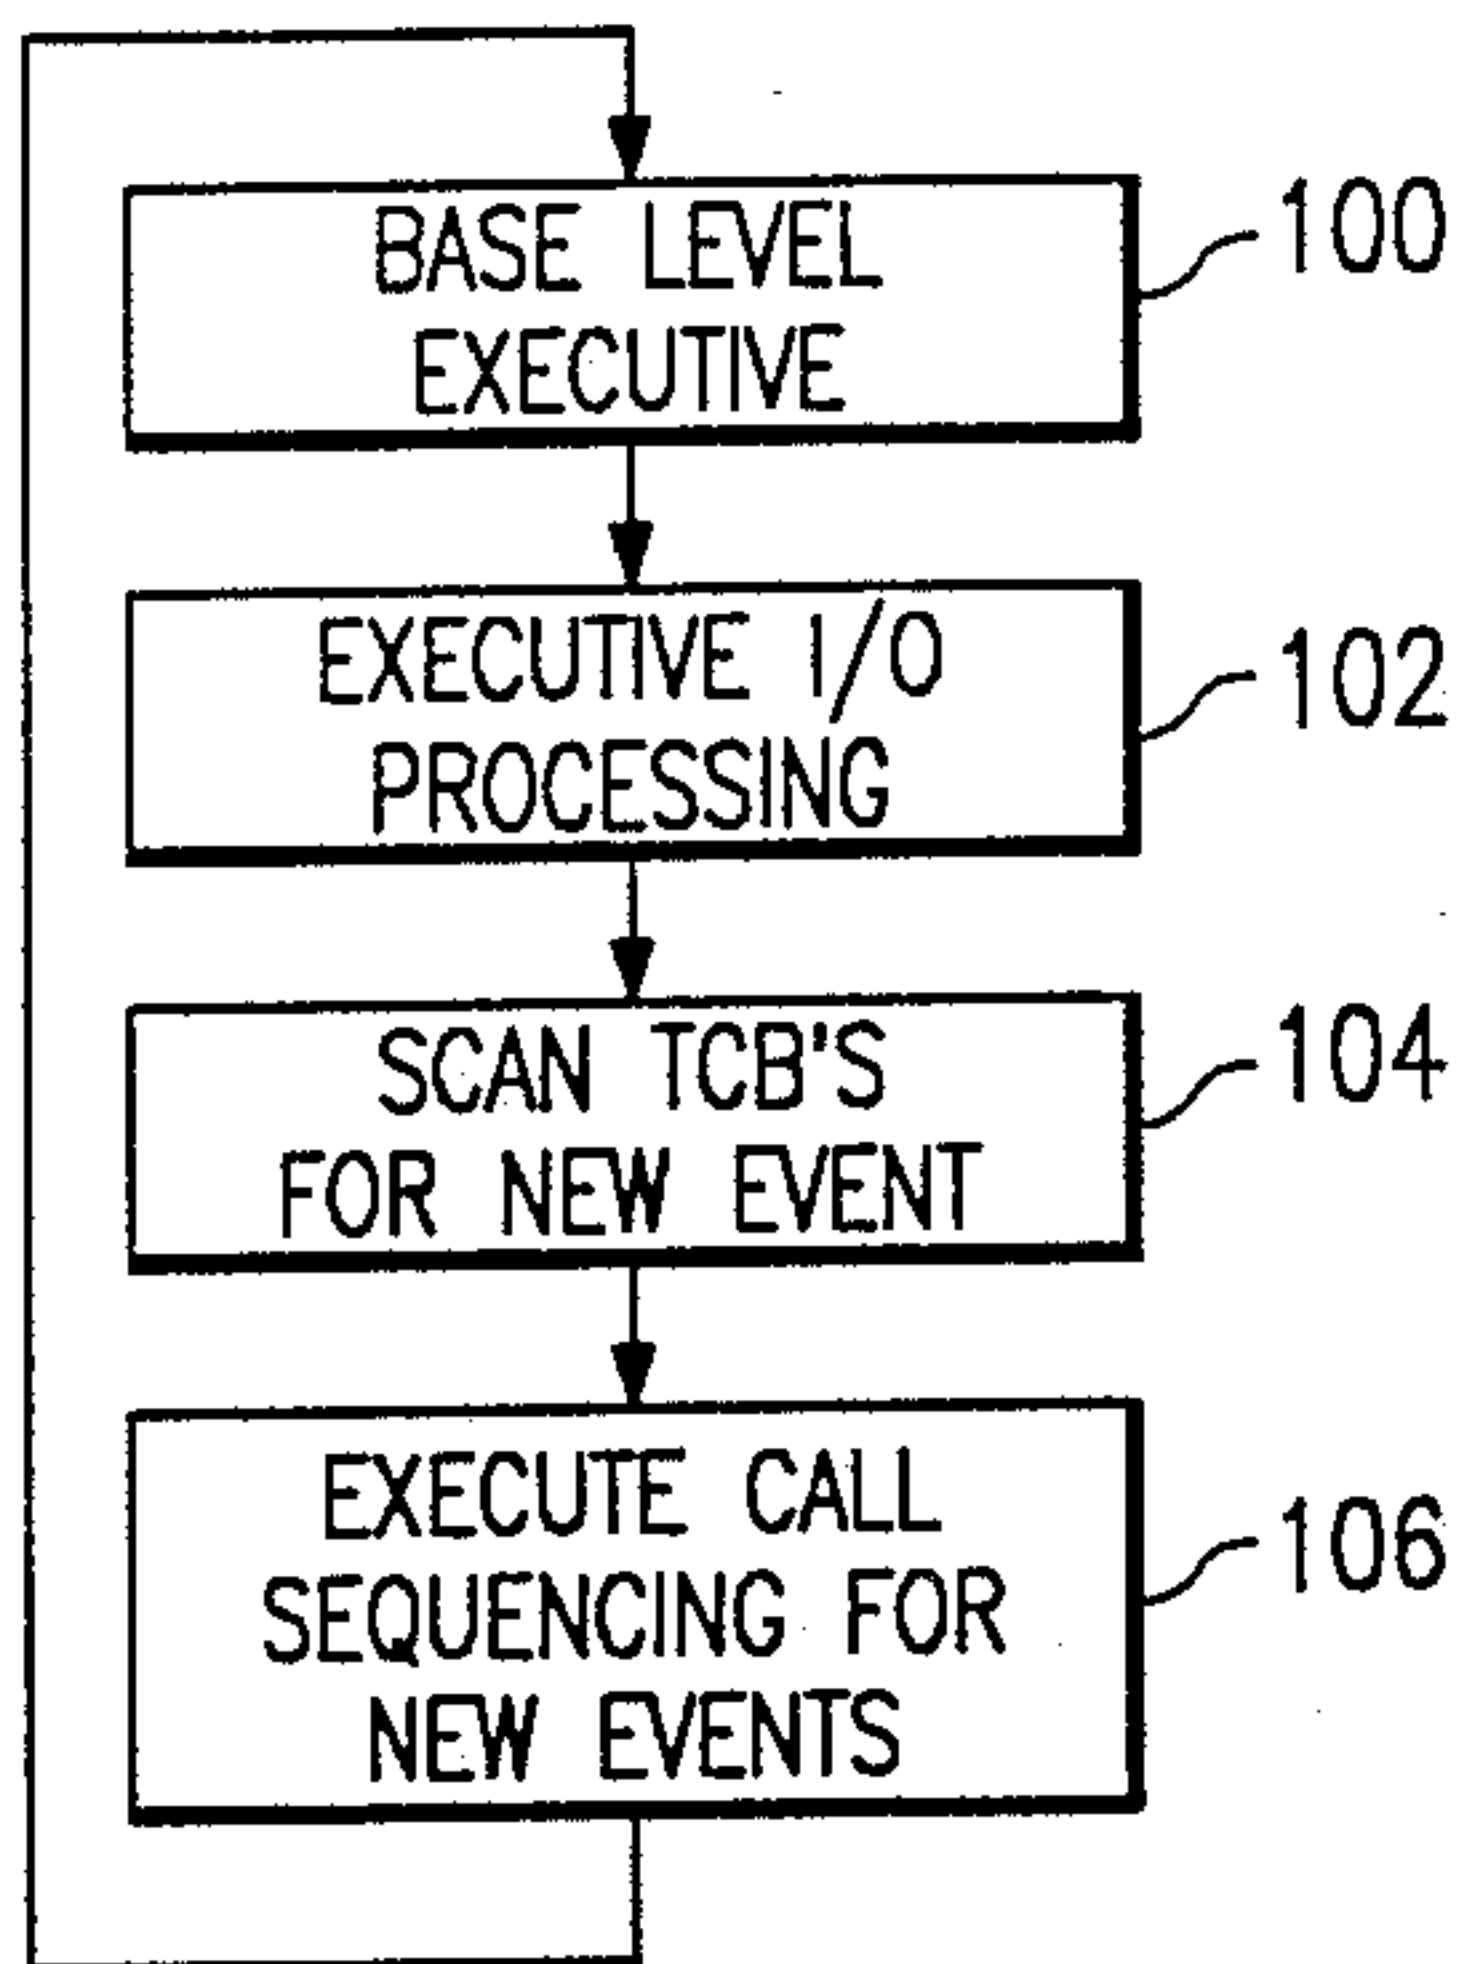 BASE LEVEL
EXECUTIVE
100
EXECUTIVE I/O
PROCESSING
102
SCAN TCB'S
FOR NEW EVENT
104
EXECUTE CALL
SEQUENCING FOR
NEW EVENTS
106